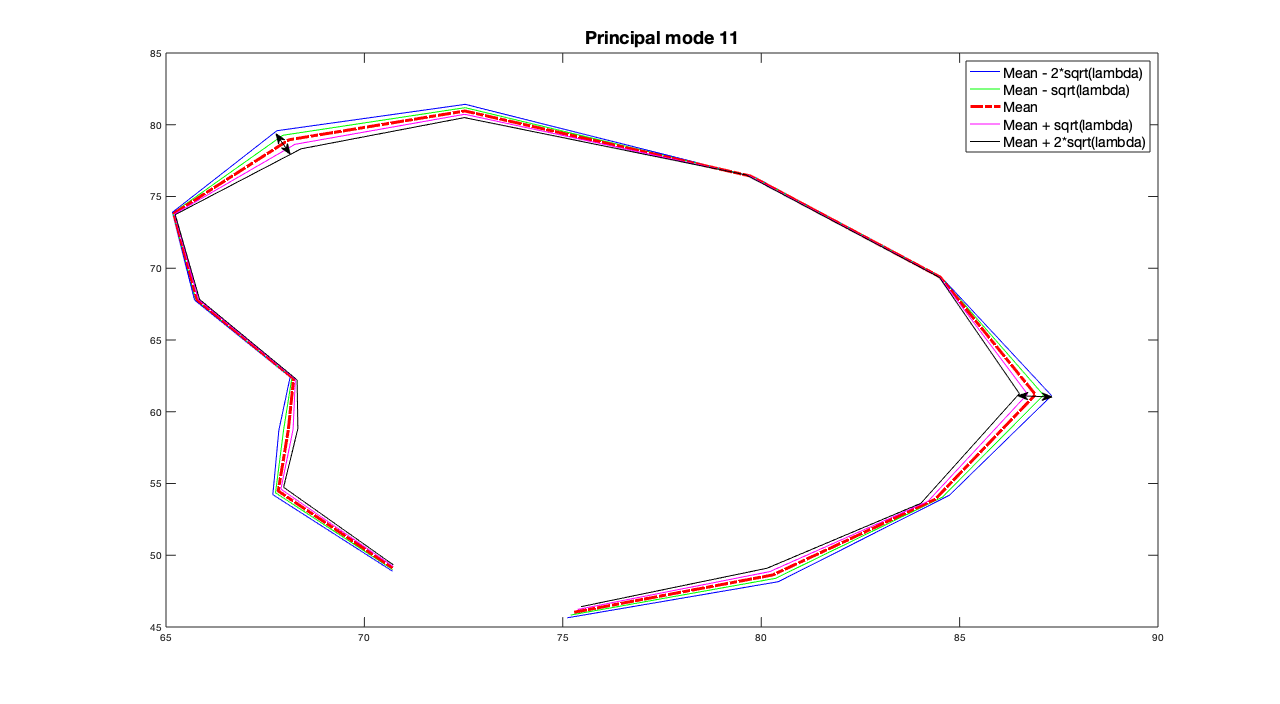 Principal mode 11
Mean - 2*sqrt(lambda)
Mean - sqrt(lambda)
Mean
Mean + sqrt(lambda)
Mean + 2*sqrt(lambda)
85
80
75
70
65
60
55
50
45
65 70 75 80 85 90